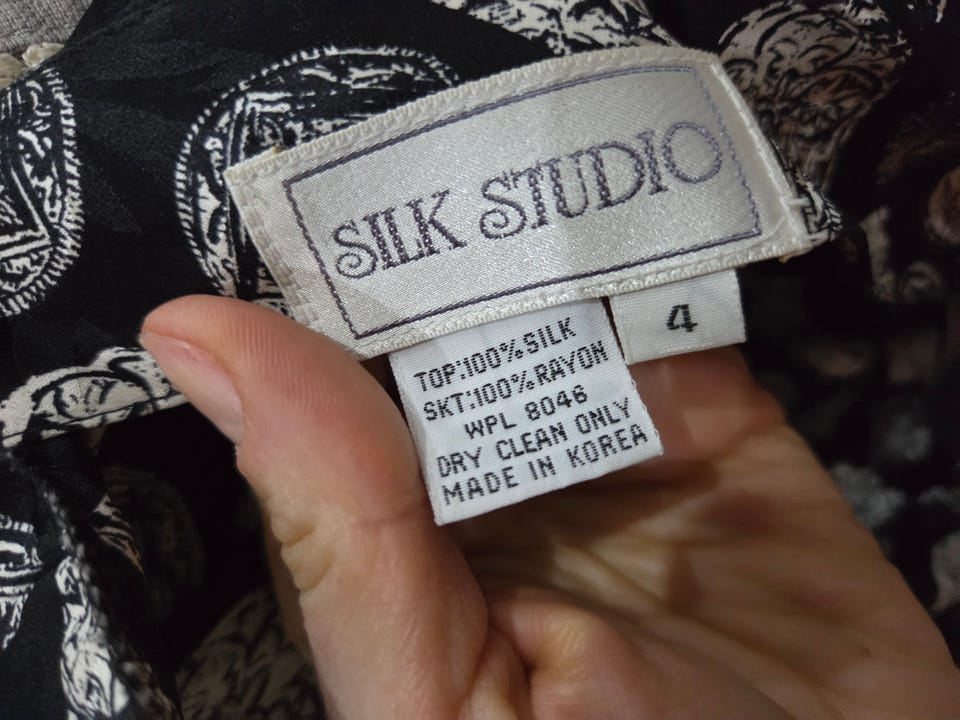 SILK STUDIO
4
TOP:100%SILK
SKT:100%RAYON
WPL 8046
DRY CLEAN ONLY
MADE IN KOREA